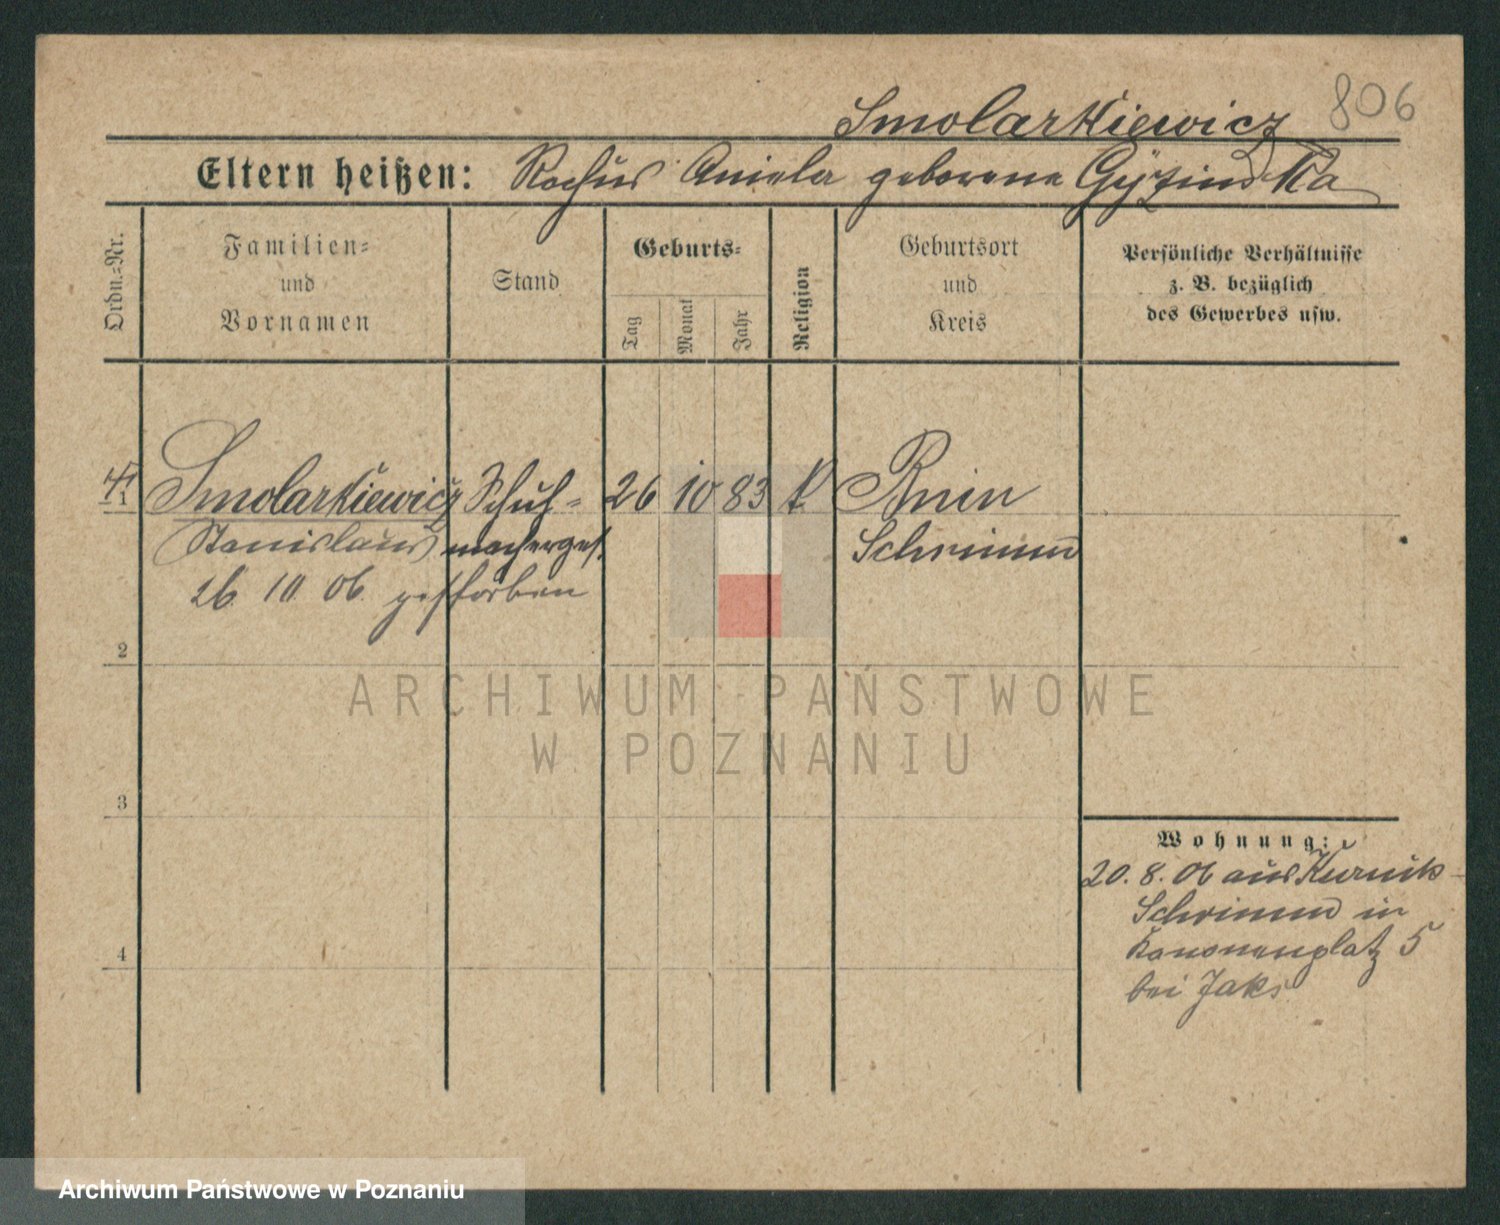 Smolarkiewicz 806
Eltern heißen: Rochus Aniela geborene
Ordn.-Nr.
Familien-
und
Vornamen
Stand
Geburts-
Tag
Monat
Jahr
Religion
Geburtsort
und
Kreis
Persönliche Verhältnisse
z. B. bezüglich
des Gewerbes usw.
1 Smolarkiewicz Schuh- 26 10 83 k. Bnin
Stanislaus machergs. Schrimm
26 10 06. gestorben
2
3
4
Wohnung:
20. 8. 06 aus Kurnik-
Schrimm in
Kanonenplatz 5
bei Jaks
ARCHIWUM PAŃSTWOWE
W POZNANIU
Archiwum Państwowe w Poznaniu